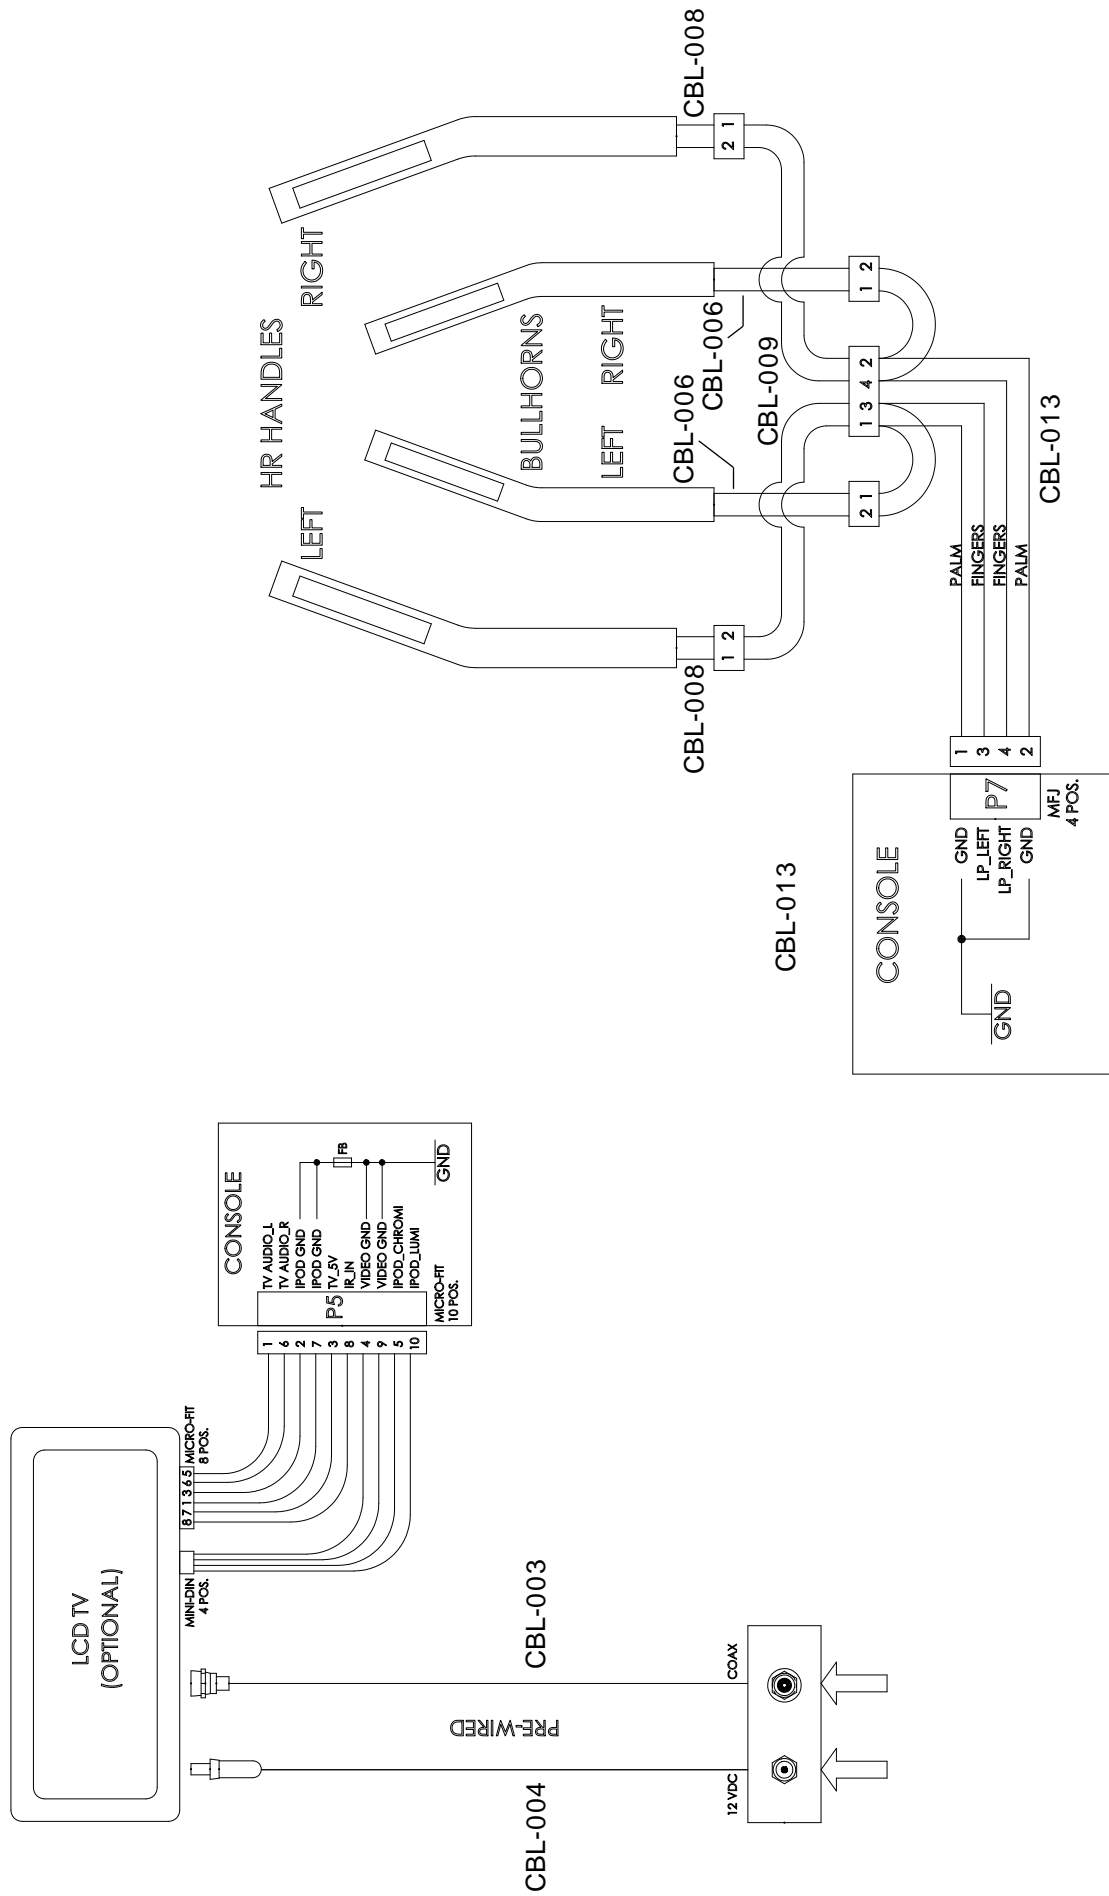 HR HANDLES
LEFT
RIGHT
BULLHORNS
LEFT
RIGHT
CBL-008
1 2
CBL-008
2 1
CBL-006
CBL-006
CBL-009
2 1
1 2
1 3 4 2
CBL-013
PALM
FINGERS
FINGERS
PALM
1
3
4
2
CBL-013
CONSOLE
P7
MFJ
4 POS.
GND
LP_LEFT
LP_RIGHT
GND
GND
LCD TV
(OPTIONAL)
MINI-DIN
4 POS.
8 7 1 3 6 5
MICRO-FIT
8 POS.
CONSOLE
1
6
2
7
3
8
4
9
5
10
P5
MICRO-FIT
10 POS.
TV AUDIO_L
TV AUDIO_R
IPOD GND
IPOD GND
TV_5V
IR_IN
VIDEO GND
VIDEO GND
IPOD_CHROMI
IPOD_LUMI
FB
GND
CBL-004
PRE-WIRED
CBL-003
12 VDC
COAX